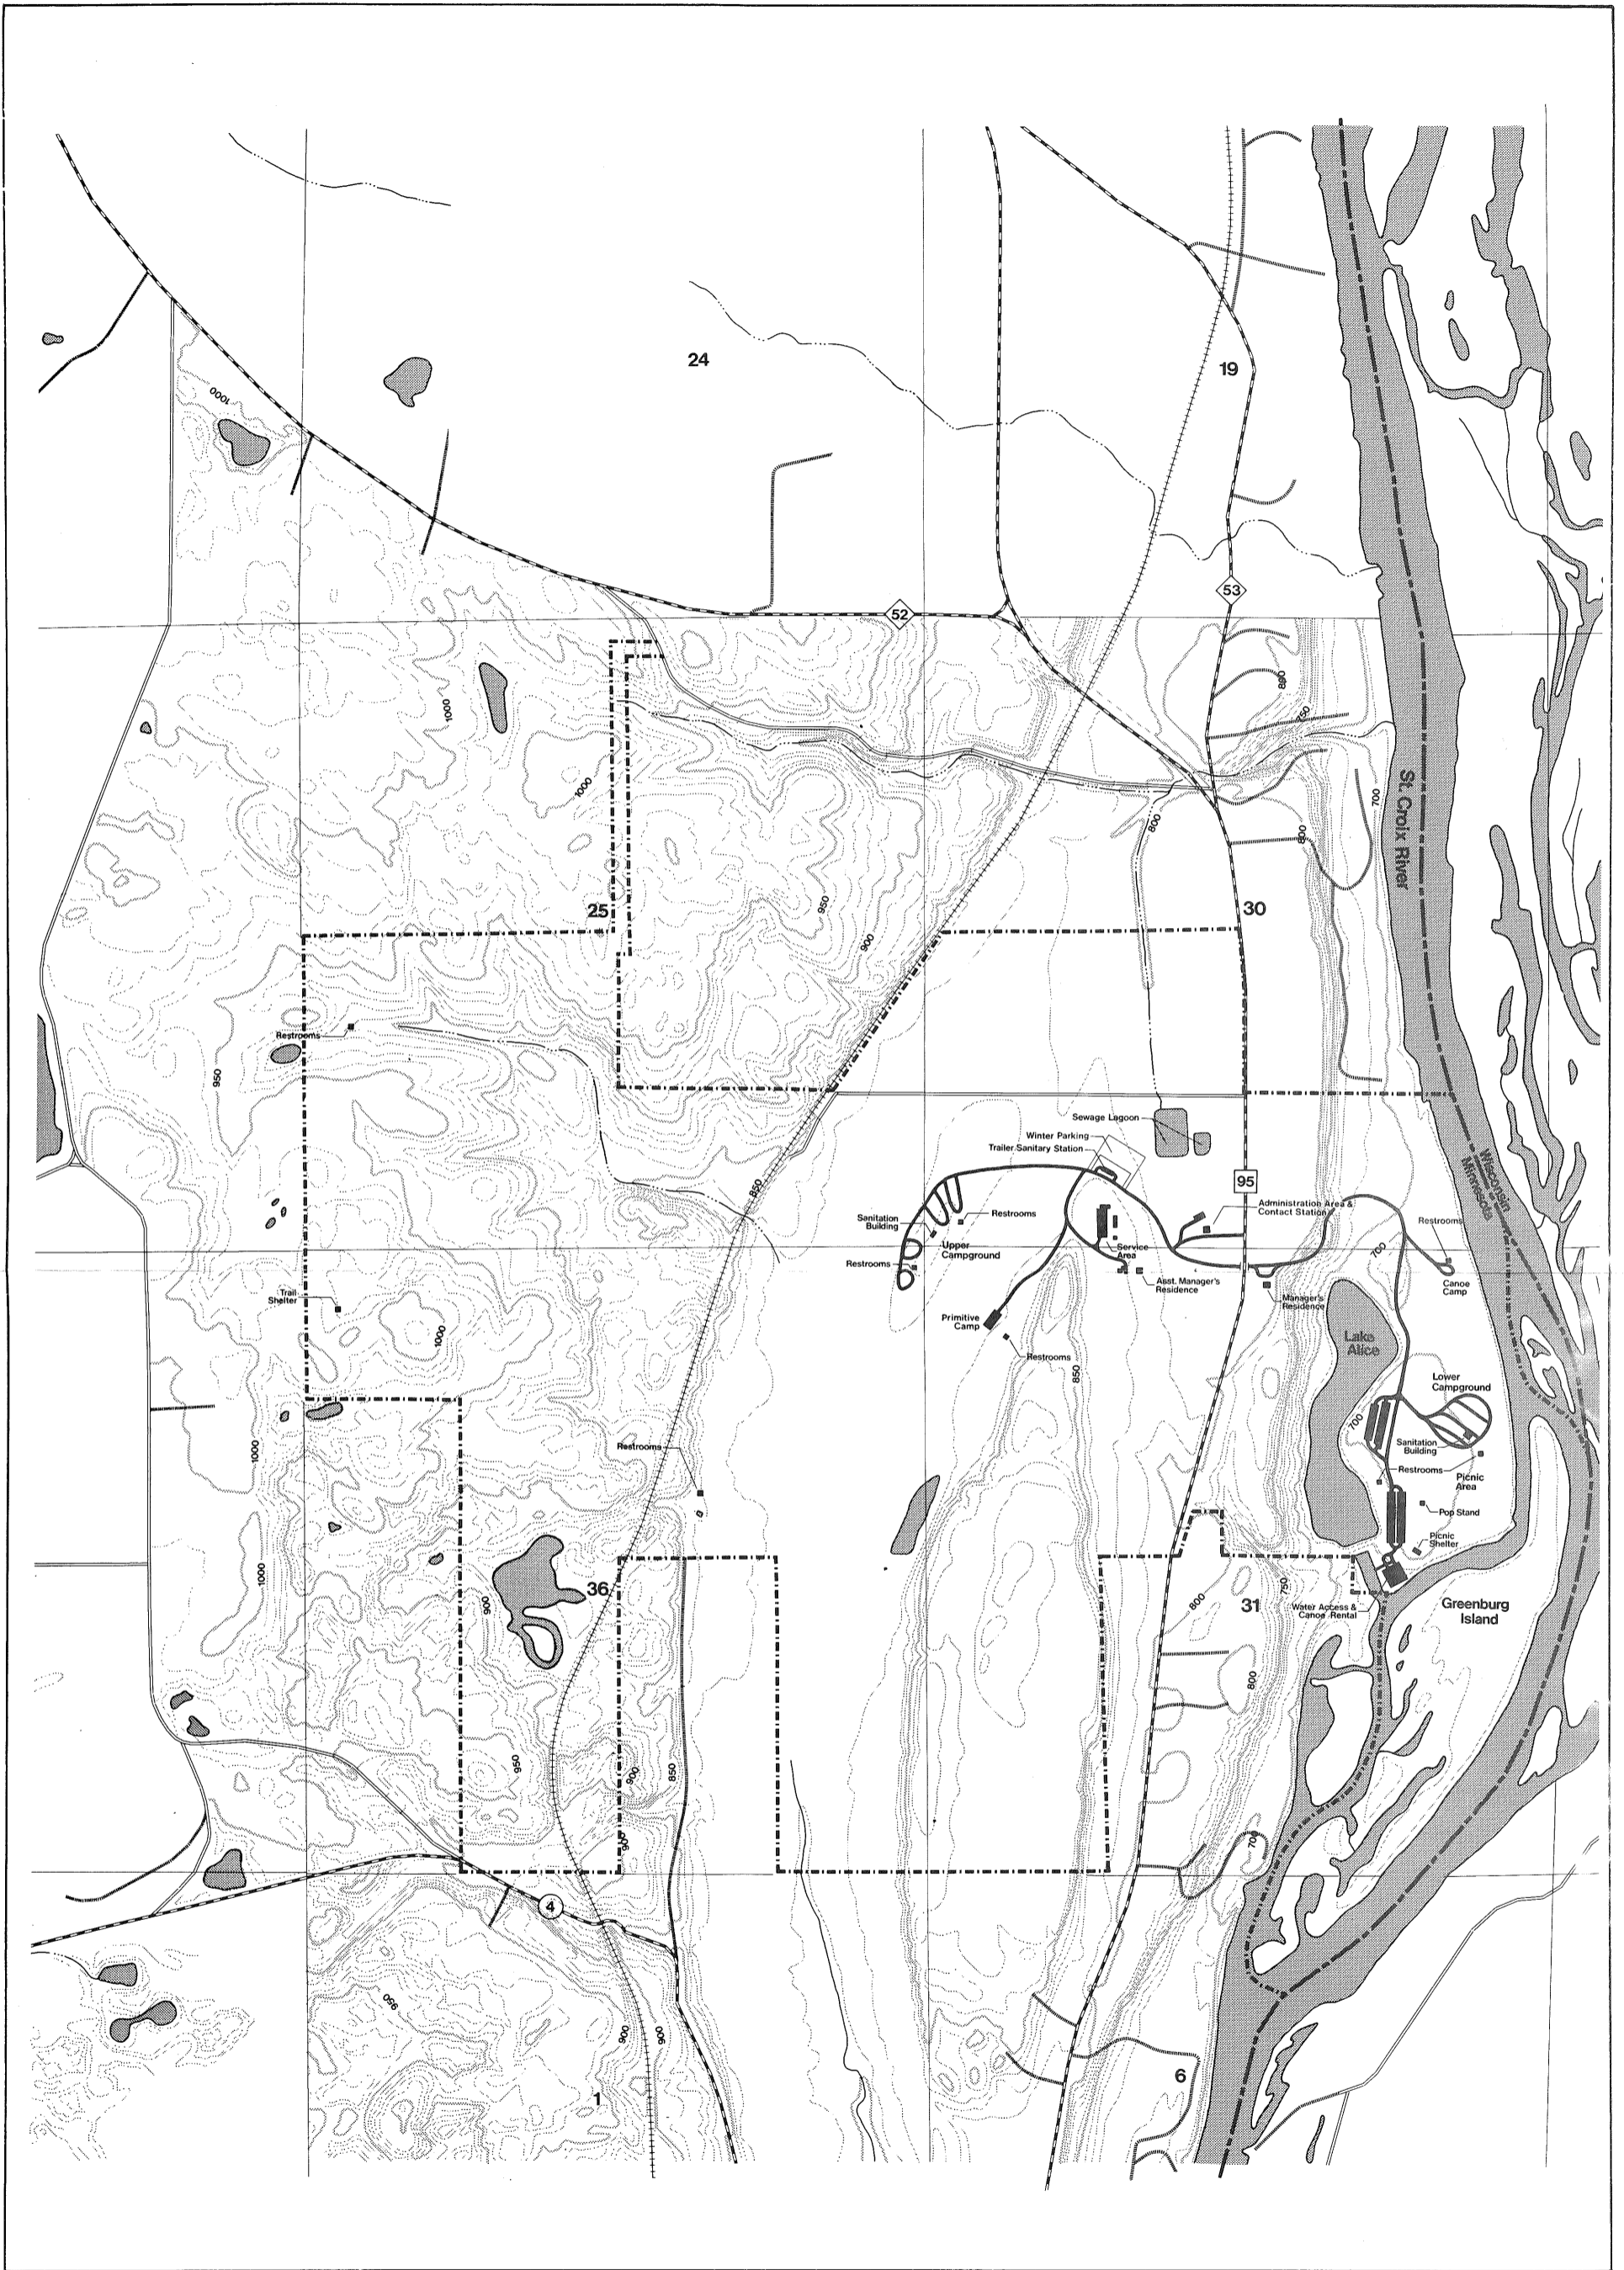 24
19
1000
53
52
800
1000
750
1000
St. Croix River
700
800
800
950
25
30
900
Restrooms
950
Sewage Lagoon
Winter Parking
Trailer Sanitary Station
850
95
Wisconsin
Minnesota
Administration Area &
Contact Station
Restrooms
Sanitation
Building
Restrooms
Upper
Campground
Service
Area
Restrooms
700
Asst. Manager's
Residence
Canoe
Camp
Manager's
Residence
Trail
Shelter
Primitive
Camp
Restrooms
1000
Lake
Alice
850
Lower
Campground
700
1000
Restrooms
Sanitation
Building
Restrooms
Picnic
Area
Pop Stand
Picnic
Shelter
1000
36
900
750
800
31
Water Access &
Canoe Rental
Greenburg
Island
800
950
900
850
900
700
4
950
900
900
1
6